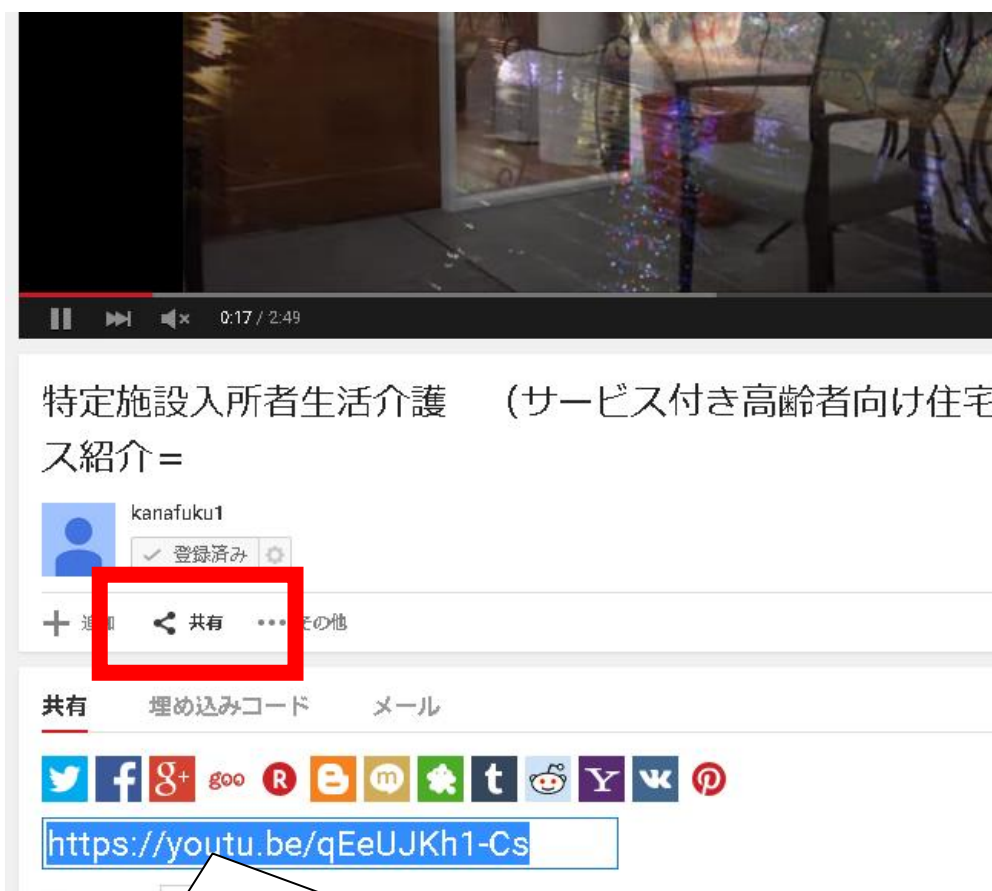 0:17 / 2:49
特定施設入所者生活介護 （サービス付き高齢者向け住宅
ス紹介＝
kanafuku1
登録済み
追加 共有 その他
共有 埋め込みコード メール
goo R t Y
https://youtu.be/qEeUJKh1-Cs